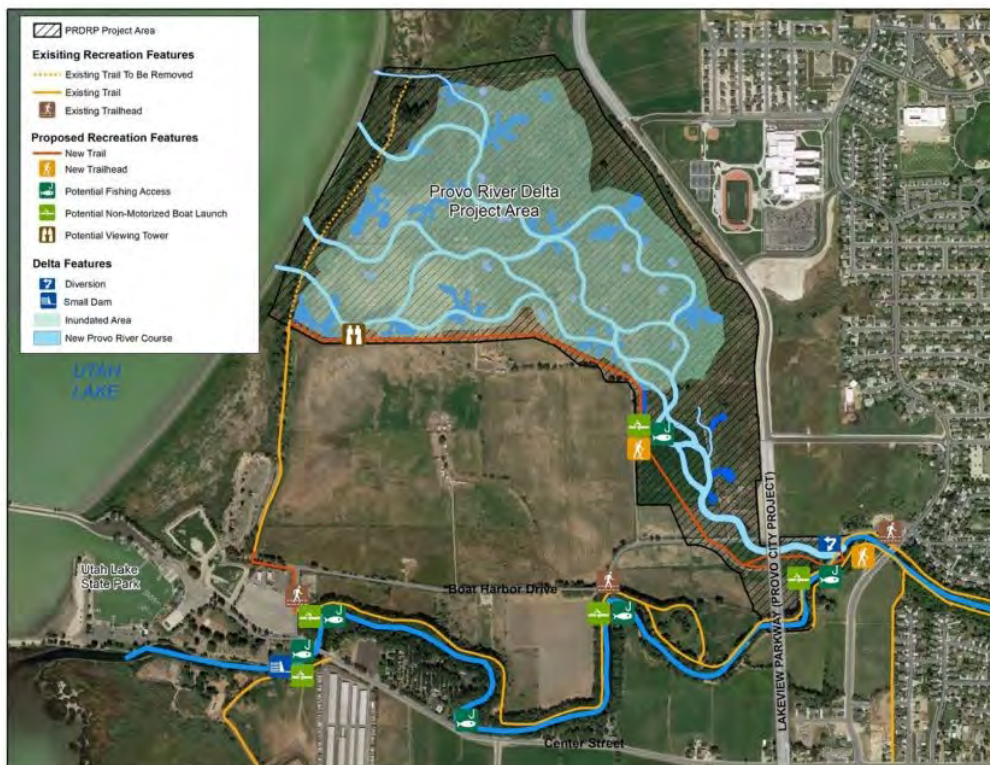 PRDRP Project Area
Exisiting Recreation Features
Existing Trail To Be Removed
Existing Trail
Existing Trailhead
Proposed Recreation Features
New Trail
New Trailhead
Potential Fishing Access
Potential Non-Motorized Boat Launch
Potential Viewing Tower
Delta Features
Diversion
Small Dam
Inundated Area
New Provo River Course
Provo River Delta
Project Area
UTAH
LAKE
Utah Lake
State Park
Boat Harbor Drive
Center Street
LAKEVIEW PARKWAY (PROVO CITY PROJECT)